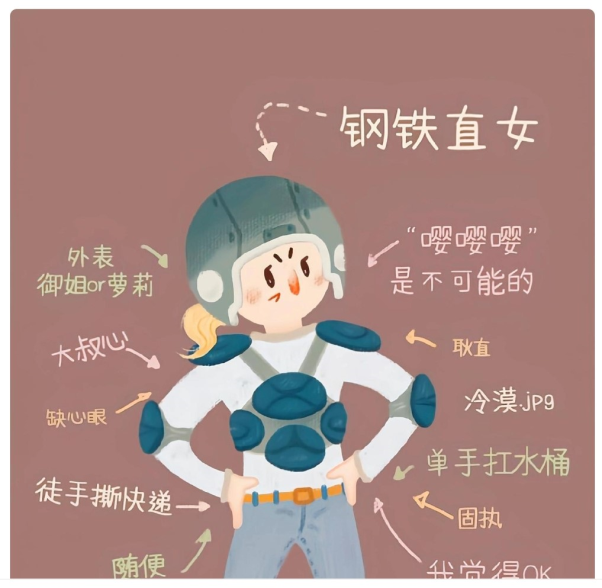 钢铁直女
外表
御姐or萝莉
“嘤嘤嘤”
是不可能的
大叔心
耿直
缺心眼
冷漠.jpg
单手扛水桶
徒手撕快递
固执
随便
我觉得OK